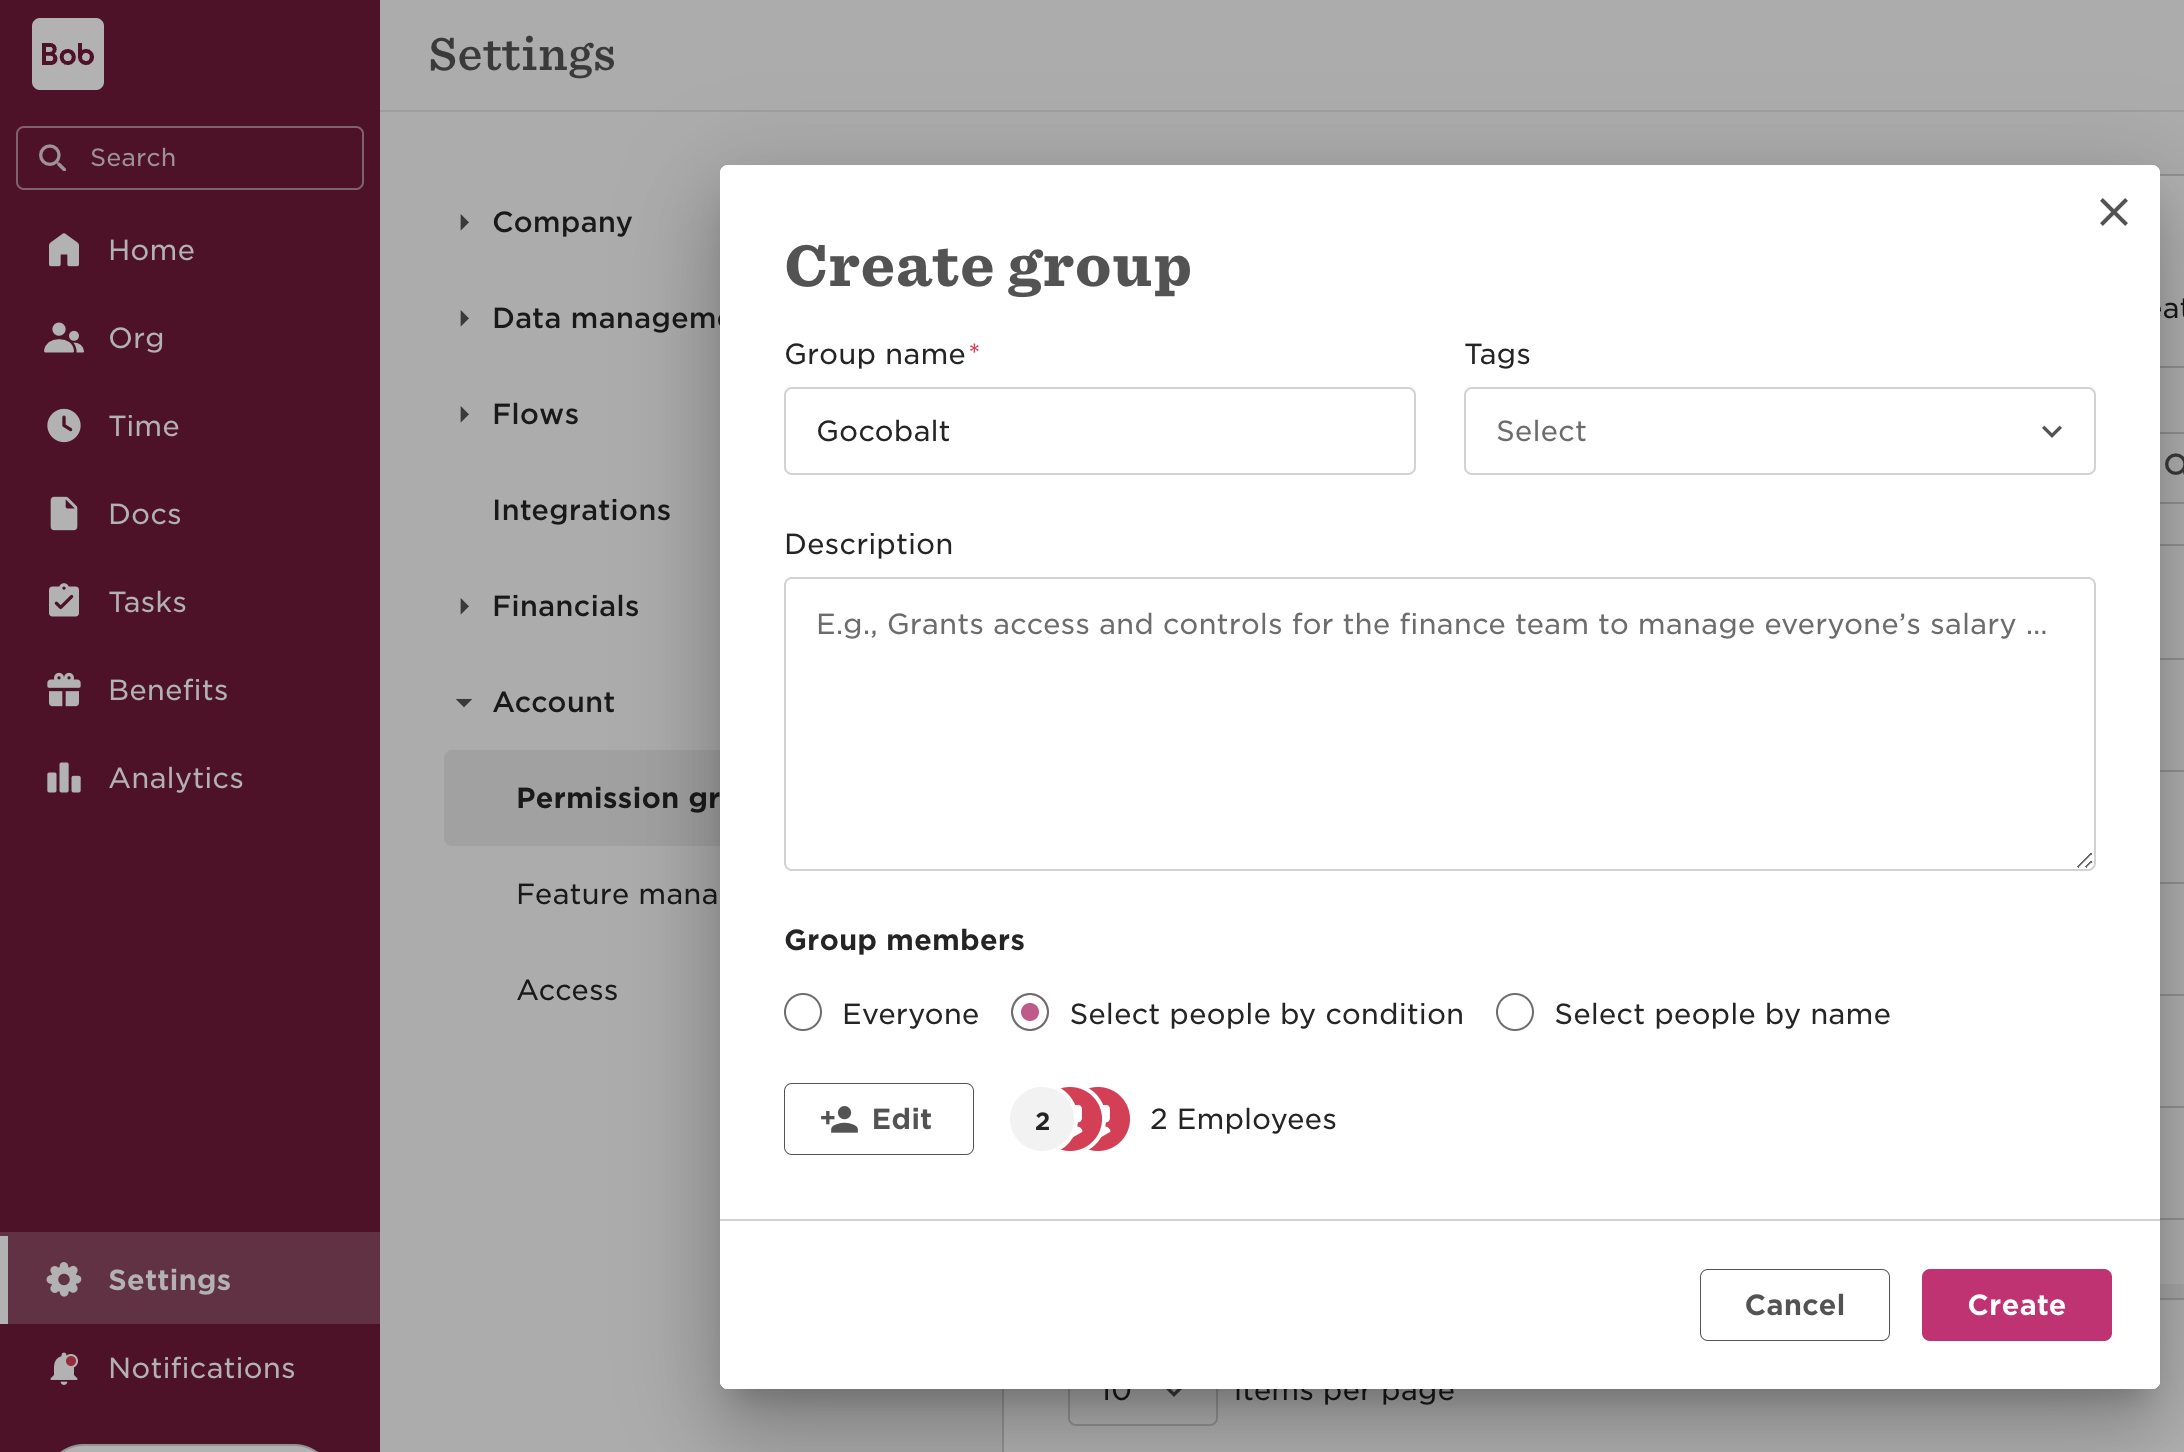 Bob
Search
Home
Org
Time
Docs
Tasks
Benefits
Analytics
Settings
Notifications
Settings
Company
Data managem
Flows
Integrations
Financials
Account
Permission gr
Feature mana
Access
Create group
Group name*
Gocobalt
Tags
Select
Description
E.g., Grants access and controls for the finance team to manage everyone’s salary ...
Group members
Everyone
Select people by condition
Select people by name
Edit
2
2 Employees
Cancel
Create
10
items per page